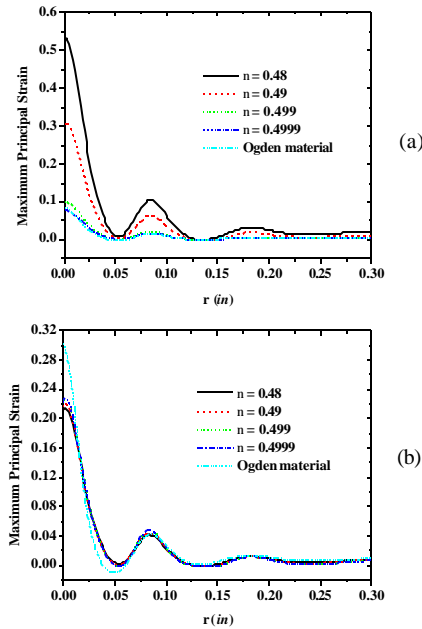 0.6
0.5
0.4
0.3
0.2
0.1
0.0
Maximum Principal Strain
n = 0.48
n = 0.49
n = 0.499
n = 0.4999
Ogden material
(a)
0.00 0.05 0.10 0.15 0.20 0.25 0.30
r (in)
0.32
0.28
0.24
0.20
0.16
0.12
0.08
0.04
0.00
Maximum Principal Strain
n = 0.48
n = 0.49
n = 0.499
n = 0.4999
Ogden material
(b)
0.00 0.05 0.10 0.15 0.20 0.25 0.30
r (in)